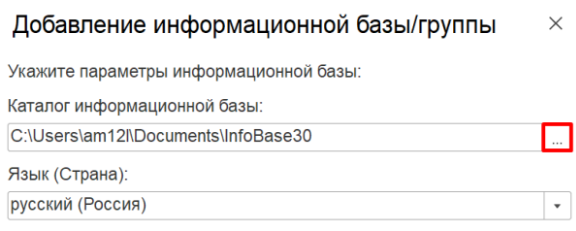 Добавление информационной базы/группы
Укажите параметры информационной базы:
Каталог информационной базы:
C:\Users\am12l\Documents\InfoBase30
...
Язык (Страна):
русский (Россия)